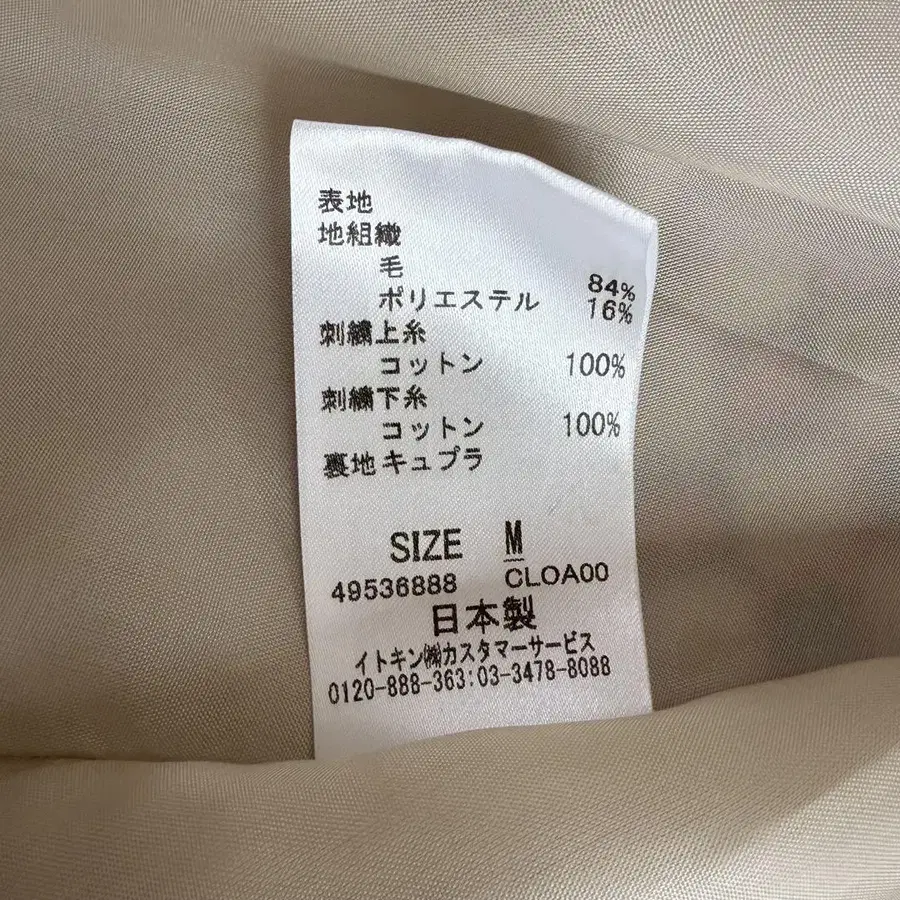 表地
地組織
毛 84%
ポリエステル 16%
刺繍上糸
コットン 100%
刺繍下糸
コットン 100%
裏地 キュプラ
SIZE M
49536888 CLOA00
日本製
イトキン㈱カスタマーサービス
0120-888-363:03-3478-8088